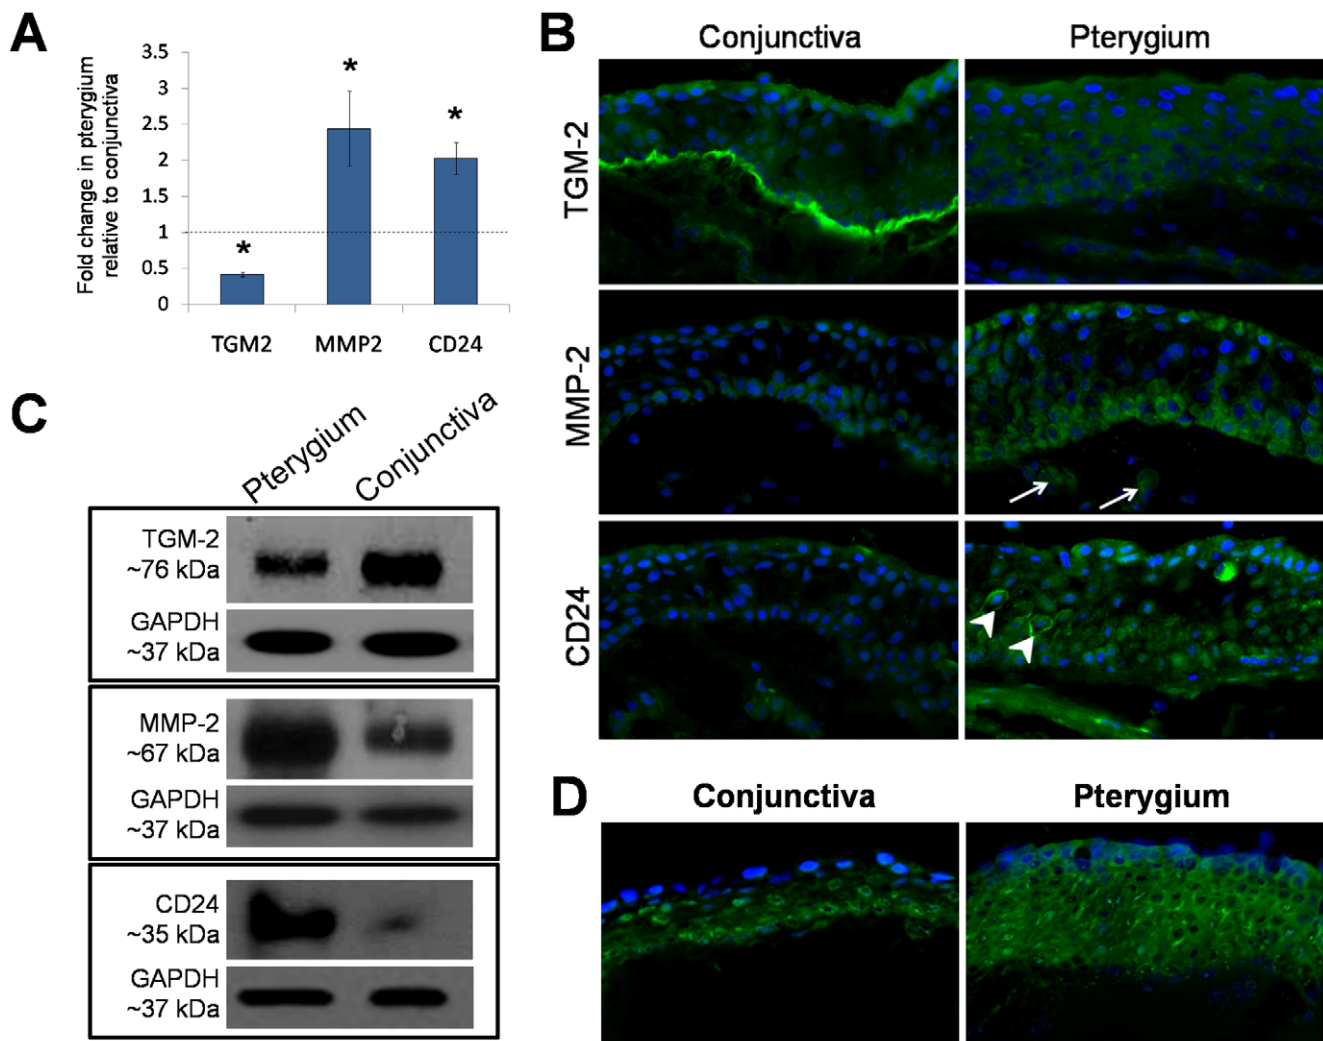 A
Fold change in pterygium
relative to conjunctiva
3.5
3
2.5
2
1.5
1
0.5
0
*
*
*
TGM2
MMP2
CD24
B
Conjunctiva
Pterygium
TGM-2
MMP-2
CD24
C
Pterygium
Conjunctiva
TGM-2
~76 kDa
GAPDH
~37 kDa
MMP-2
~67 kDa
GAPDH
~37 kDa
CD24
~35 kDa
GAPDH
~37 kDa
D
Conjunctiva
Pterygium